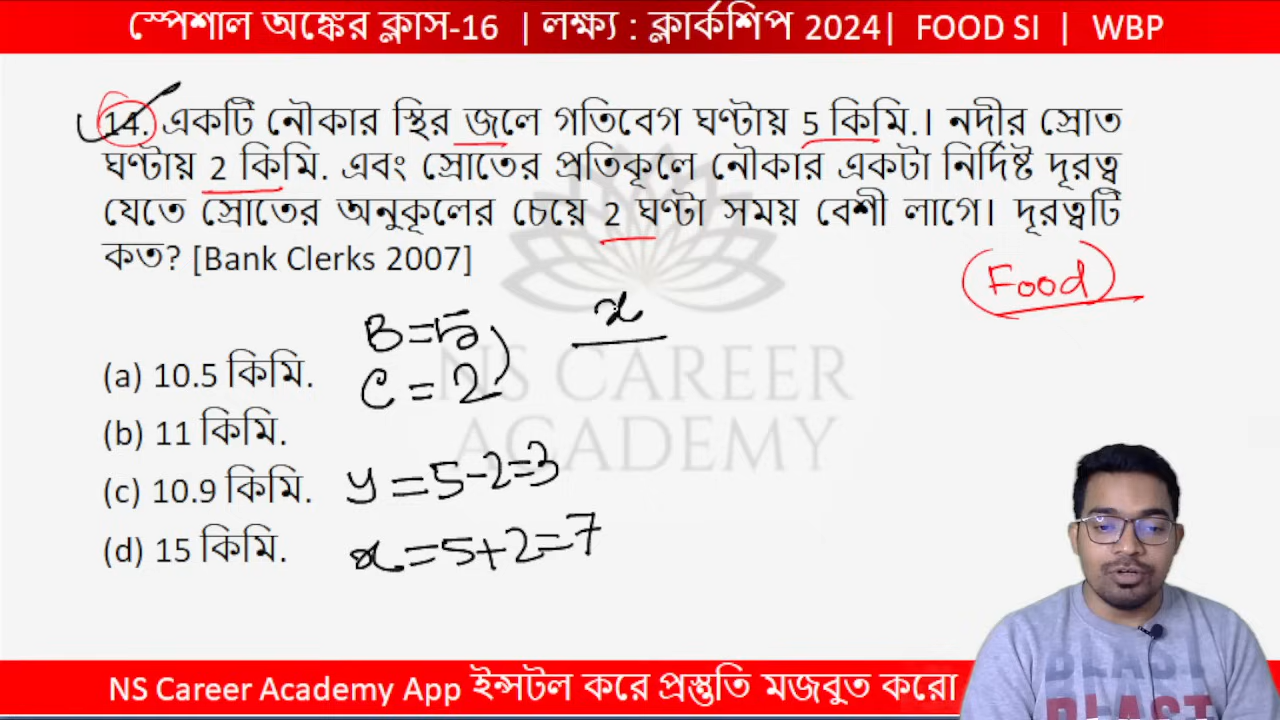 স্পেশাল অঙ্কের ক্লাস-16 | লক্ষ্য : ক্লার্কশিপ 2024| FOOD SI | WBP
14. একটি নৌকার স্থির জলে গতিবেগ ঘণ্টায় 5 কিমি.। নদীর স্রোত
ঘণ্টায় 2 কিমি. এবং স্রোতের প্রতিকূলে নৌকার একটা নির্দিষ্ট দূরত্ব
যেতে স্রোতের অনুকূলের চেয়ে 2 ঘণ্টা সময় বেশী লাগে। দূরত্বটি
কত? [Bank Clerks 2007]
Food
B = 5
x
(a) 10.5 কিমি.
C = 2
(b) 11 কিমি.
(c) 10.9 কিমি.
y = 5-2=3
(d) 15 কিমি.
x = 5+2=7
NS CAREER
ACADEMY
BLAST
BLAST
NS Career Academy App ইন্সটল করে প্রস্তুতি মজবুত করো